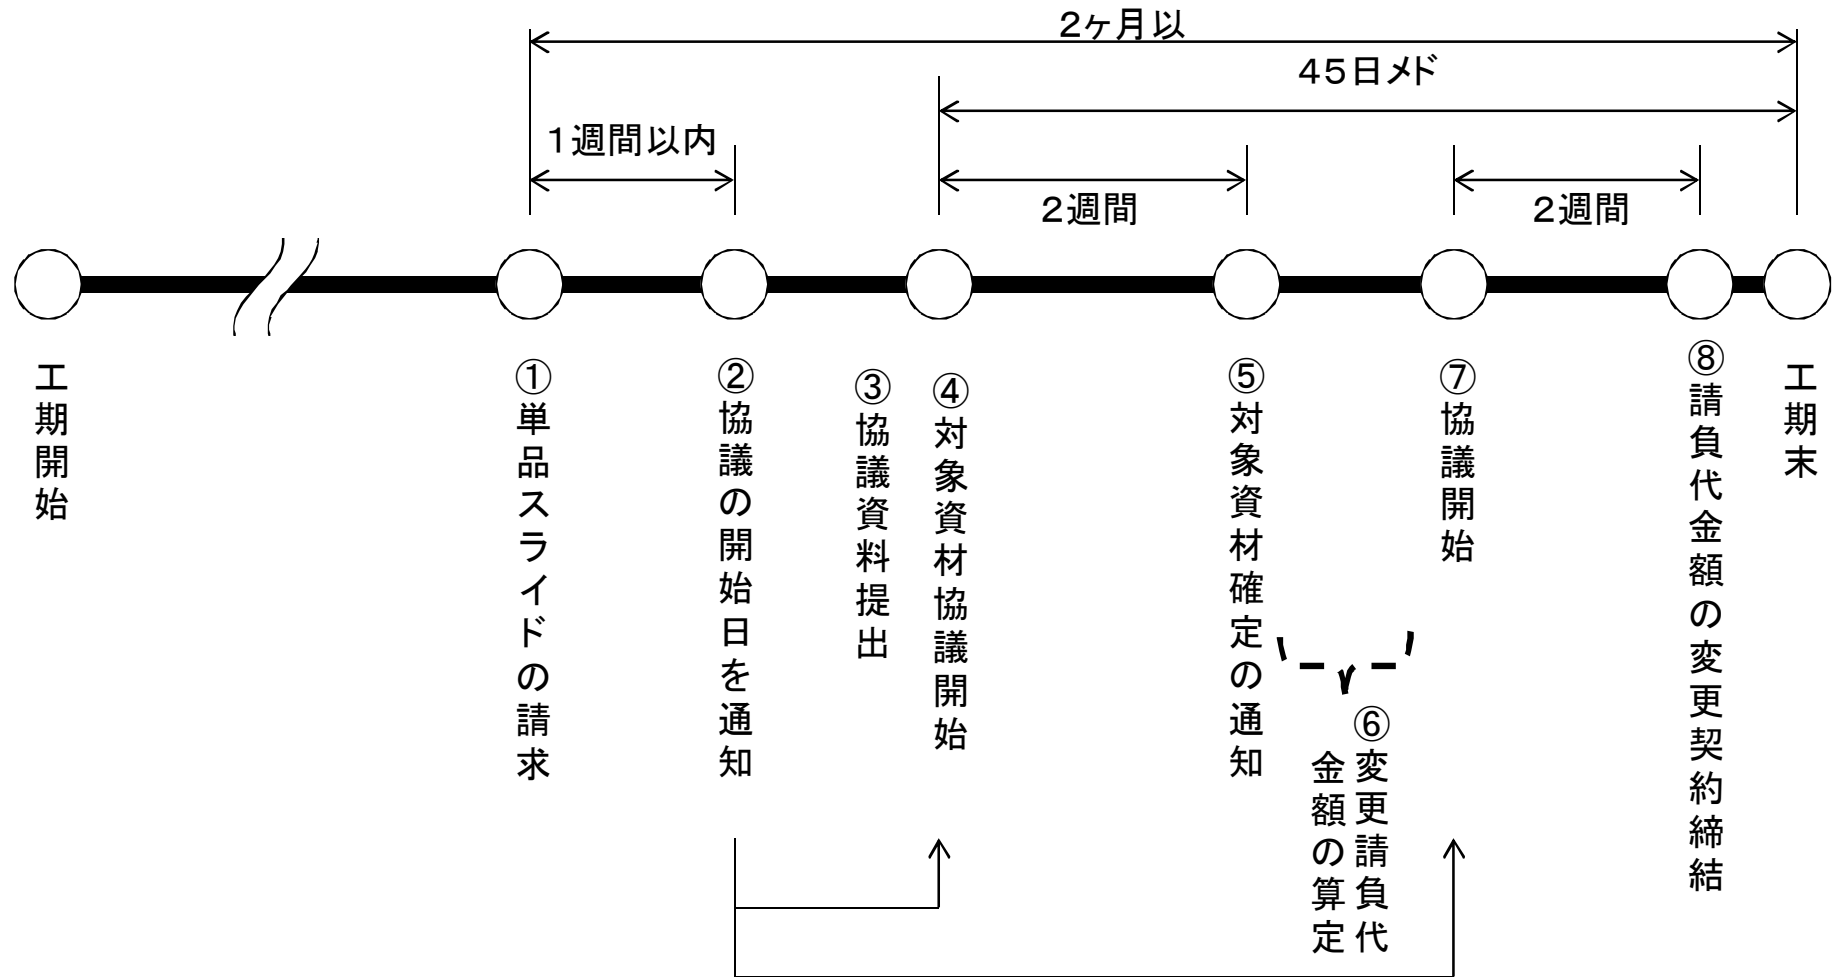 2ヶ月以
45日メド
1週間以内
2週間
2週間
工期開始
①単品スライドの請求
②協議の開始日を通知
③協議資料提出
④対象資材協議開始
⑤対象資材確定の通知
⑥変更請負代
金額の算定
⑦協議開始
⑧請負代金額の変更契約締結
工期末